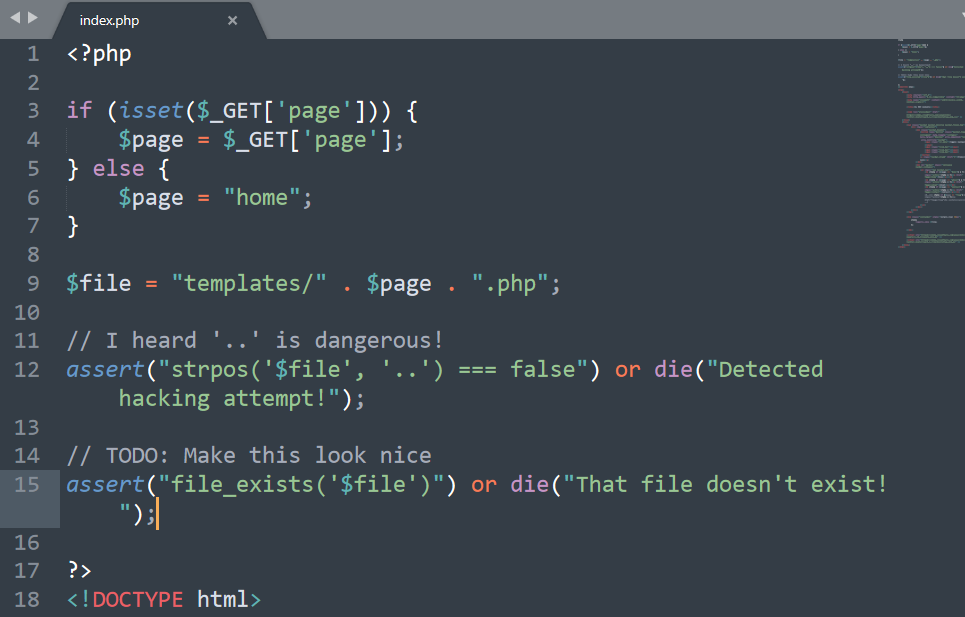 index.php
1 <?php
2
3 if (isset($_GET['page'])) {
4 $page = $_GET['page'];
5 } else {
6 $page = "home";
7 }
8
9 $file = "templates/" . $page . ".php";
10
11 // I heard '..' is dangerous!
12 assert("strpos('$file', '..') === false") or die("Detected
hacking attempt!");
13
14 // TODO: Make this look nice
15 assert("file_exists('$file')") or die("That file doesn't exist!
");
16
17 ?>
18 <!DOCTYPE html>